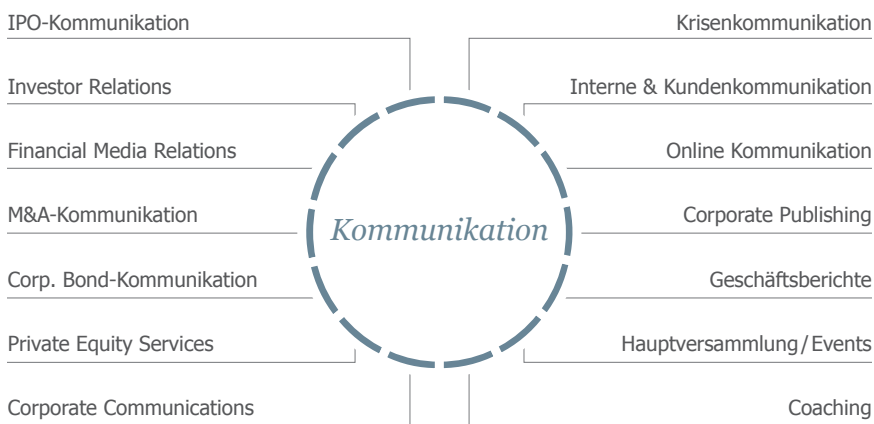 IPO-Kommunikation
Investor Relations
Financial Media Relations
M&A-Kommunikation
Corp. Bond-Kommunikation
Private Equity Services
Corporate Communications
Kommunikation
Krisenkommunikation
Interne & Kundenkommunikation
Online Kommunikation
Corporate Publishing
Geschäftsberichte
Hauptversammlung/Events
Coaching